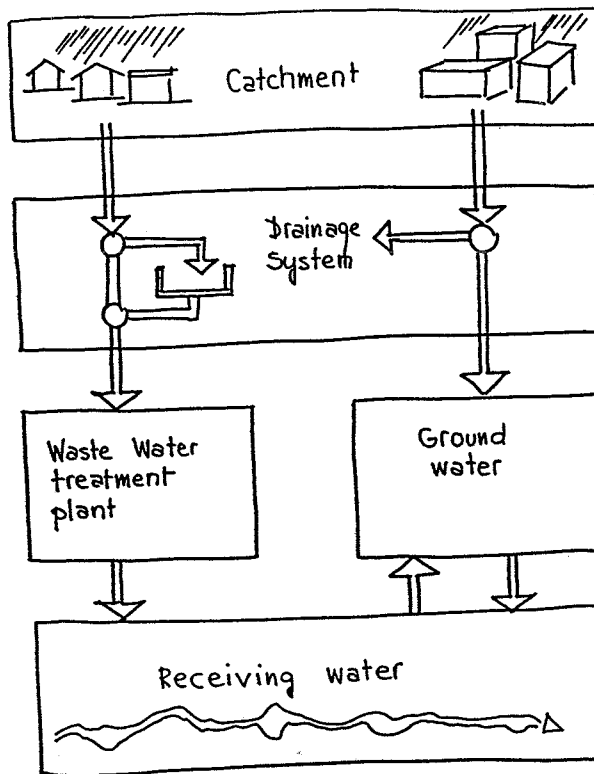 Catchment
Drainage
System
Waste Water
treatment
plant
Ground
water
Receiving water